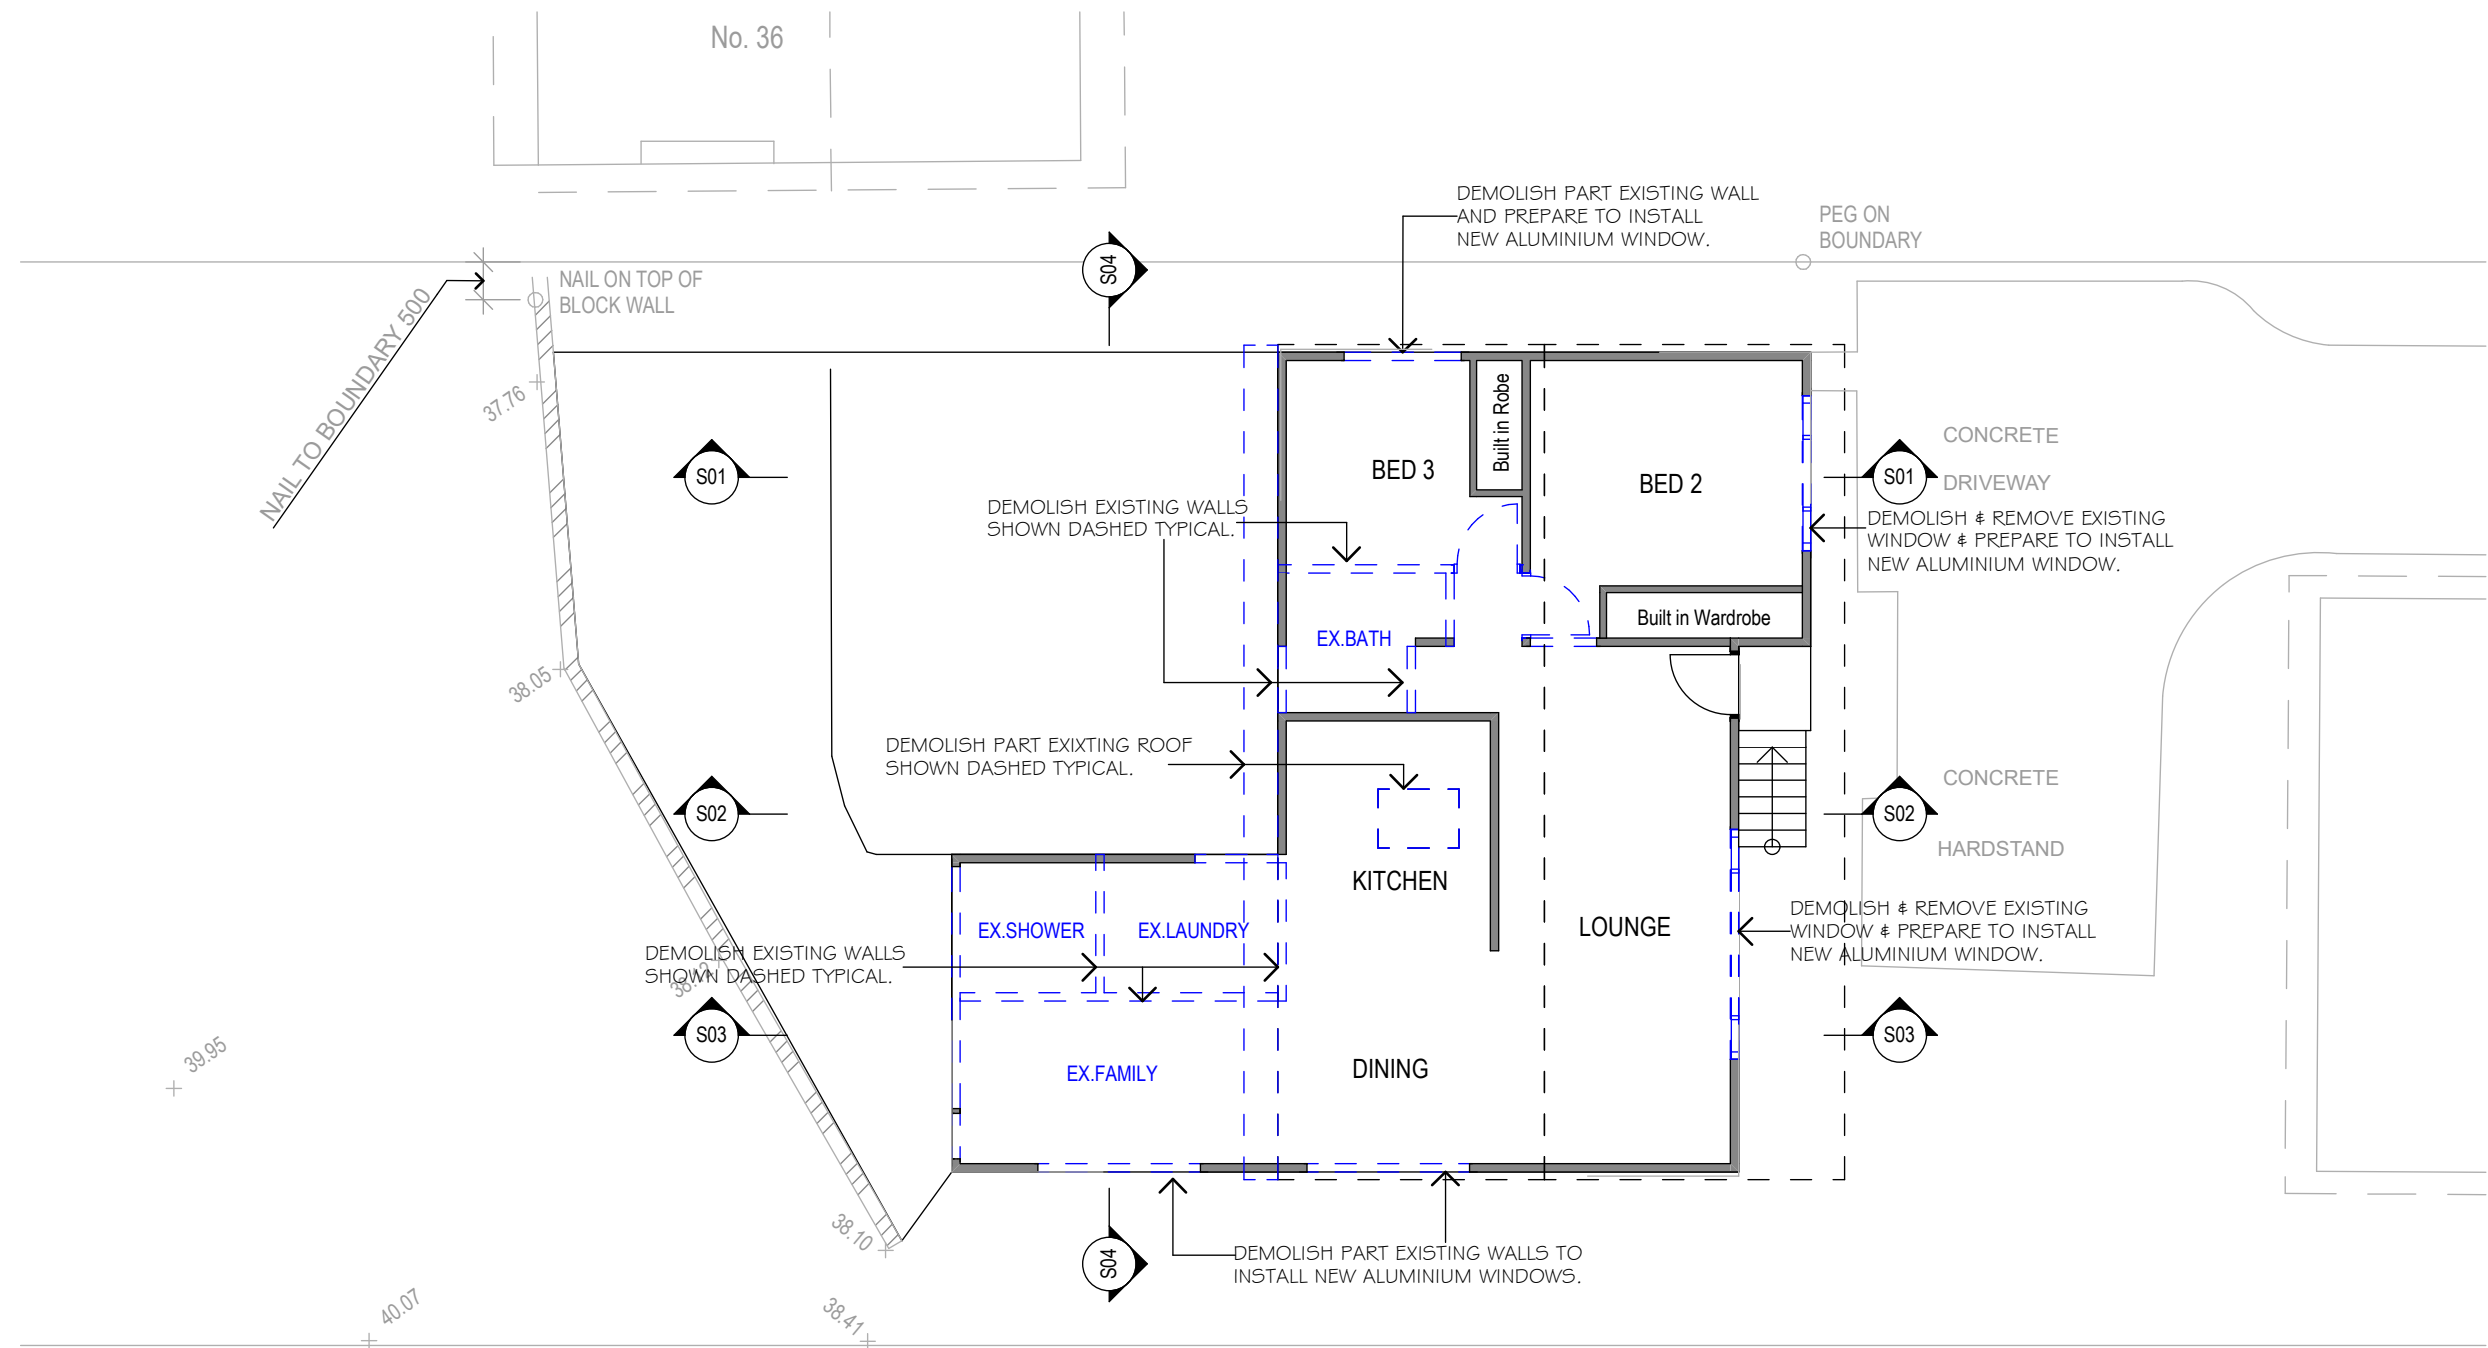 No. 36
DEMOLISH PART EXISTING WALL
AND PREPARE TO INSTALL
NEW ALUMINIUM WINDOW.
PEG ON
BOUNDARY
S04
NAIL ON TOP OF
BLOCK WALL
NAIL TO BOUNDARY 500
37.76
Built in Robe
CONCRETE
DRIVEWAY
S01
BED 3
BED 2
S01
DEMOLISH EXISTING WALLS
SHOWN DASHED TYPICAL.
DEMOLISH & REMOVE EXISTING
WINDOW & PREPARE TO INSTALL
NEW ALUMINIUM WINDOW.
Built in Wardrobe
EX.BATH
38.05
DEMOLISH PART EXIXTING ROOF
SHOWN DASHED TYPICAL.
CONCRETE
HARDSTAND
S02
S02
KITCHEN
EX.SHOWER
EX.LAUNDRY
LOUNGE
DEMOLISH & REMOVE EXISTING
WINDOW & PREPARE TO INSTALL
NEW ALUMINIUM WINDOW.
DEMOLISH EXISTING WALLS
SHOWN DASHED TYPICAL.
38.12
S03
S03
39.95
EX.FAMILY
DINING
38.10
S04
DEMOLISH PART EXISTING WALLS TO
INSTALL NEW ALUMINIUM WINDOWS.
40.07
38.41